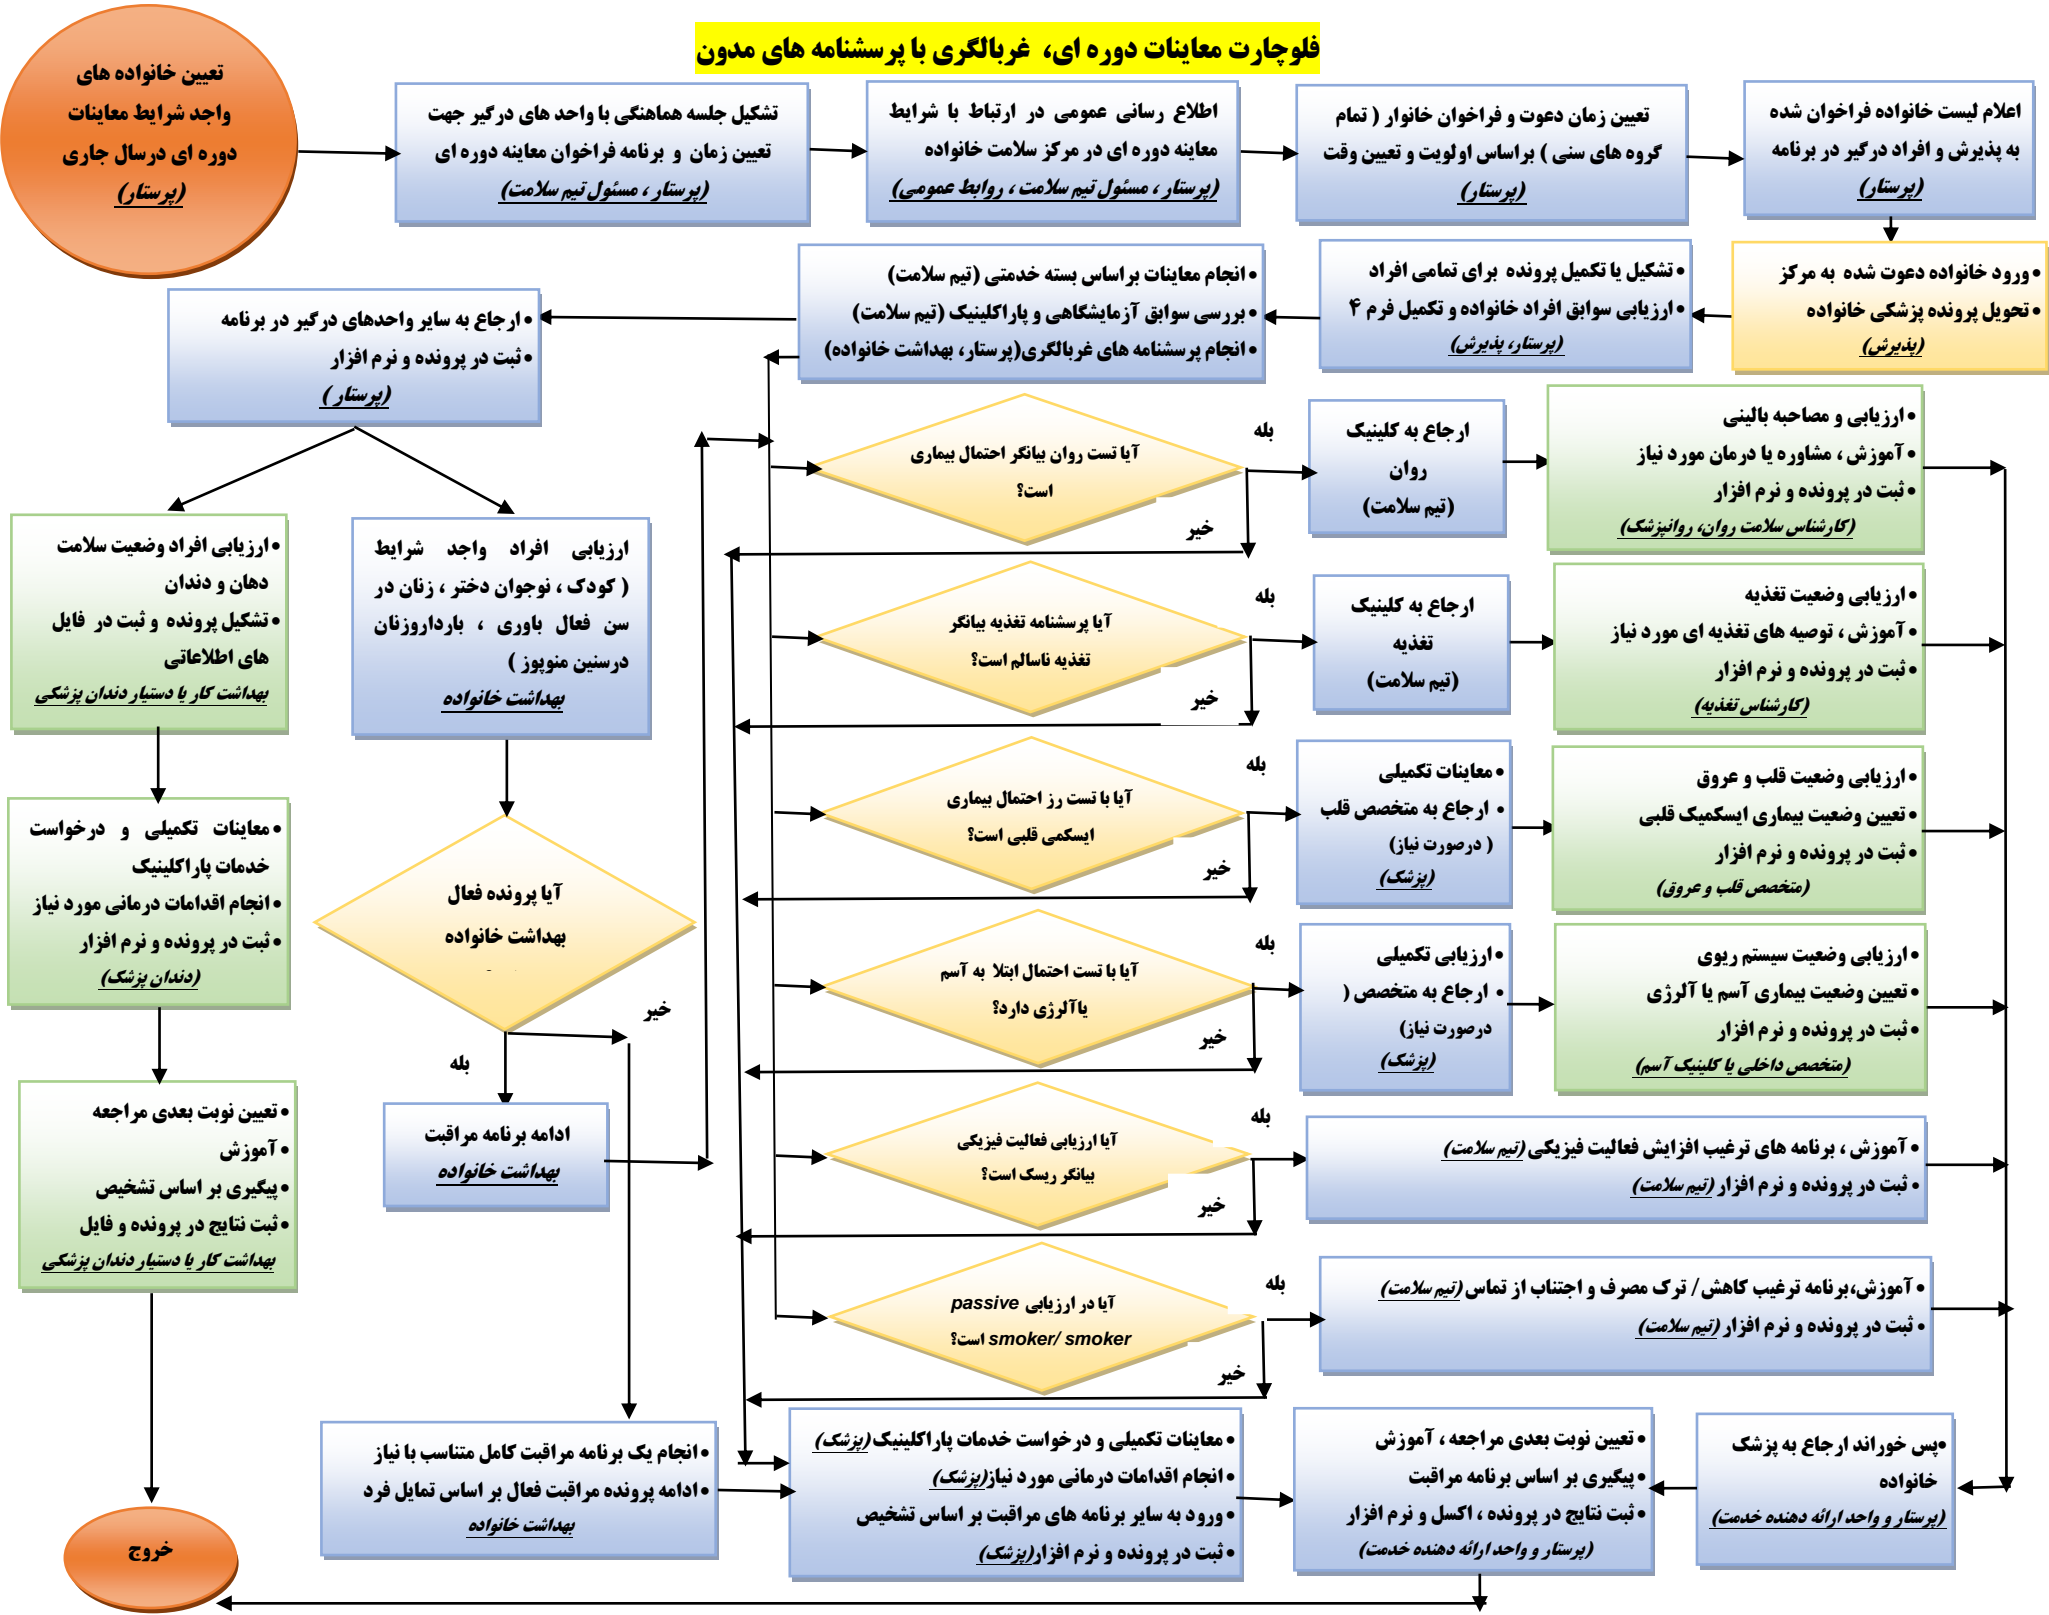 فلوچارت معاینات دوره ای، غربالگری با پرسشنامه های مدون
تعیین خانواده های
واجد شرایط معاینات
دوره ای درسال جاری
(پرستار)
تشکیل جلسه هماهنگی با واحد های درگیر جهت
تعیین زمان و برنامه فراخوان معاینه دوره ای
(پرستار ، مسئول تیم سلامت)
اطلاع رسانی عمومی در ارتباط با شرایط
معاینه دوره ای در مرکز سلامت خانواده
(پرستار ، مسئول تیم سلامت ، روابط عمومی)
تعیین زمان دعوت و فراخوان خانوار ( تمام
گروه های سنی ) براساس اولویت و تعیین وقت
(پرستار)
اعلام لیست خانواده فراخوان شده
به پذیرش و افراد درگیر در برنامه
(پرستار)
• ورود خانواده دعوت شده به مرکز
• تحویل پرونده پزشکی خانواده
(پذیرش)
• تشکیل یا تکمیل پرونده برای تمامی افراد
• ارزیابی سوابق افراد خانواده و تکمیل فرم ۴
(پرستار، پذیرش)
• انجام معاینات براساس بسته خدمتی (تیم سلامت)
• بررسی سوابق آزمایشگاهی و پاراکلینیک (تیم سلامت)
• انجام پرسشنامه های غربالگری(پرستار، بهداشت خانواده)
• ارجاع به سایر واحدهای درگیر در برنامه
• ثبت در پرونده و نرم افزار
(پرستار )
• ارزیابی افراد وضعیت سلامت
دهان و دندان
• تشکیل پرونده و ثبت در فایل
های اطلاعاتی
بهداشت کار یا دستیار دندان پزشکی
• معاینات تکمیلی و درخواست
خدمات پاراکلینیک
• انجام اقدامات درمانی مورد نیاز
• ثبت در پرونده و نرم افزار
(دندان پزشک)
• تعیین نوبت بعدی مراجعه
• آموزش
• پیگیری بر اساس تشخیص
• ثبت نتایج در پرونده و فایل
بهداشت کار یا دستیار دندان پزشکی
خروج
ارزیابی افراد واجد شرایط
( کودک ، نوجوان دختر ، زنان در
سن فعال باوری ، بارداروزنان
درسنین منوپوز )
بهداشت خانواده
آیا پرونده فعال
بهداشت خانواده
خیر
بله
ادامه برنامه مراقبت
بهداشت خانواده
• انجام یک برنامه مراقبت کامل متناسب با نیاز
• ادامه پرونده مراقبت فعال بر اساس تمایل فرد
بهداشت خانواده
آیا تست روان بیانگر احتمال بیماری
است؟
بله
خیر
ارجاع به کلینیک
روان
(تیم سلامت)
• ارزیابی و مصاحبه بالینی
• آموزش ، مشاوره یا درمان مورد نیاز
• ثبت در پرونده و نرم افزار
(کارشناس سلامت روان، روانپزشک)
آیا پرسشنامه تغذیه بیانگر
تغذیه ناسالم است؟
بله
خیر
ارجاع به کلینیک
تغذیه
(تیم سلامت)
• ارزیابی وضعیت تغذیه
• آموزش ، توصیه های تغذیه ای مورد نیاز
• ثبت در پرونده و نرم افزار
(کارشناس تغذیه)
آیا با تست رز احتمال بیماری
ایسکمی قلبی است؟
بله
خیر
• معاینات تکمیلی
• ارجاع به متخصص قلب
( درصورت نیاز)
(پزشک)
• ارزیابی وضعیت قلب و عروق
• تعیین وضعیت بیماری ایسکمیک قلبی
• ثبت در پرونده و نرم افزار
(متخصص قلب و عروق)
آیا با تست احتمال ابتلا به آسم
یاآلرژی دارد؟
بله
خیر
• ارزیابی تکمیلی
• ارجاع به متخصص (
درصورت نیاز)
(پزشک)
• ارزیابی وضعیت سیستم ریوی
• تعیین وضعیت بیماری آسم یا آلرژی
• ثبت در پرونده و نرم افزار
(متخصص داخلی یا کلینیک آسم)
آیا ارزیابی فعالیت فیزیکی
بیانگر ریسک است؟
بله
خیر
• آموزش ، برنامه های ترغیب افزایش فعالیت فیزیکی (تیم سلامت)
• ثبت در پرونده و نرم افزار (تیم سلامت)
آیا در ارزیابی passive
smoker/ smoker است؟
بله
خیر
• آموزش،برنامه ترغیب کاهش/ ترک مصرف و اجتناب از تماس (تیم سلامت)
• ثبت در پرونده و نرم افزار (تیم سلامت)
• معاینات تکمیلی و درخواست خدمات پاراکلینیک(پزشک)
• انجام اقدامات درمانی مورد نیاز(پزشک)
• ورود به سایر برنامه های مراقبت بر اساس تشخیص
• ثبت در پرونده و نرم افزار(پزشک)
• تعیین نوبت بعدی مراجعه ، آموزش
• پیگیری بر اساس برنامه مراقبت
• ثبت نتایج در پرونده ، اکسل و نرم افزار
(پرستار و واحد ارائه دهنده خدمت)
•پس خوراند ارجاع به پزشک
خانواده
(پرستار و واحد ارائه دهنده خدمت)